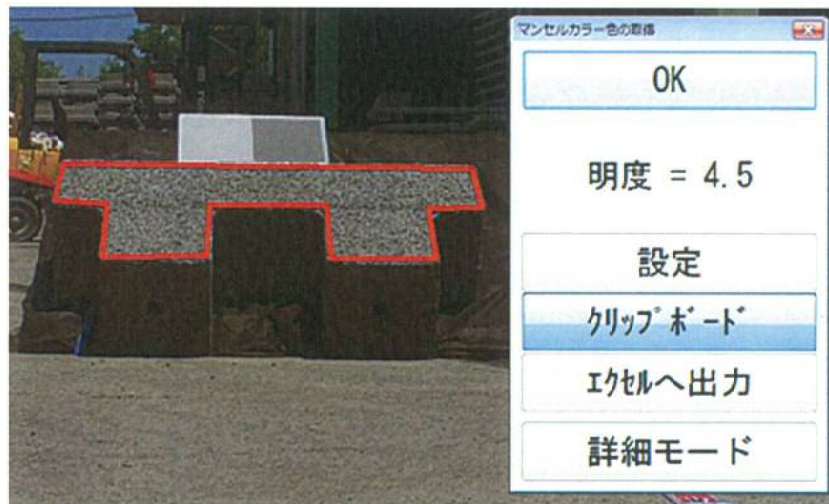 マンセルカラー色の取得
OK
明度 = 4.5
設定
クリップボード
エクセルへ出力
詳細モード